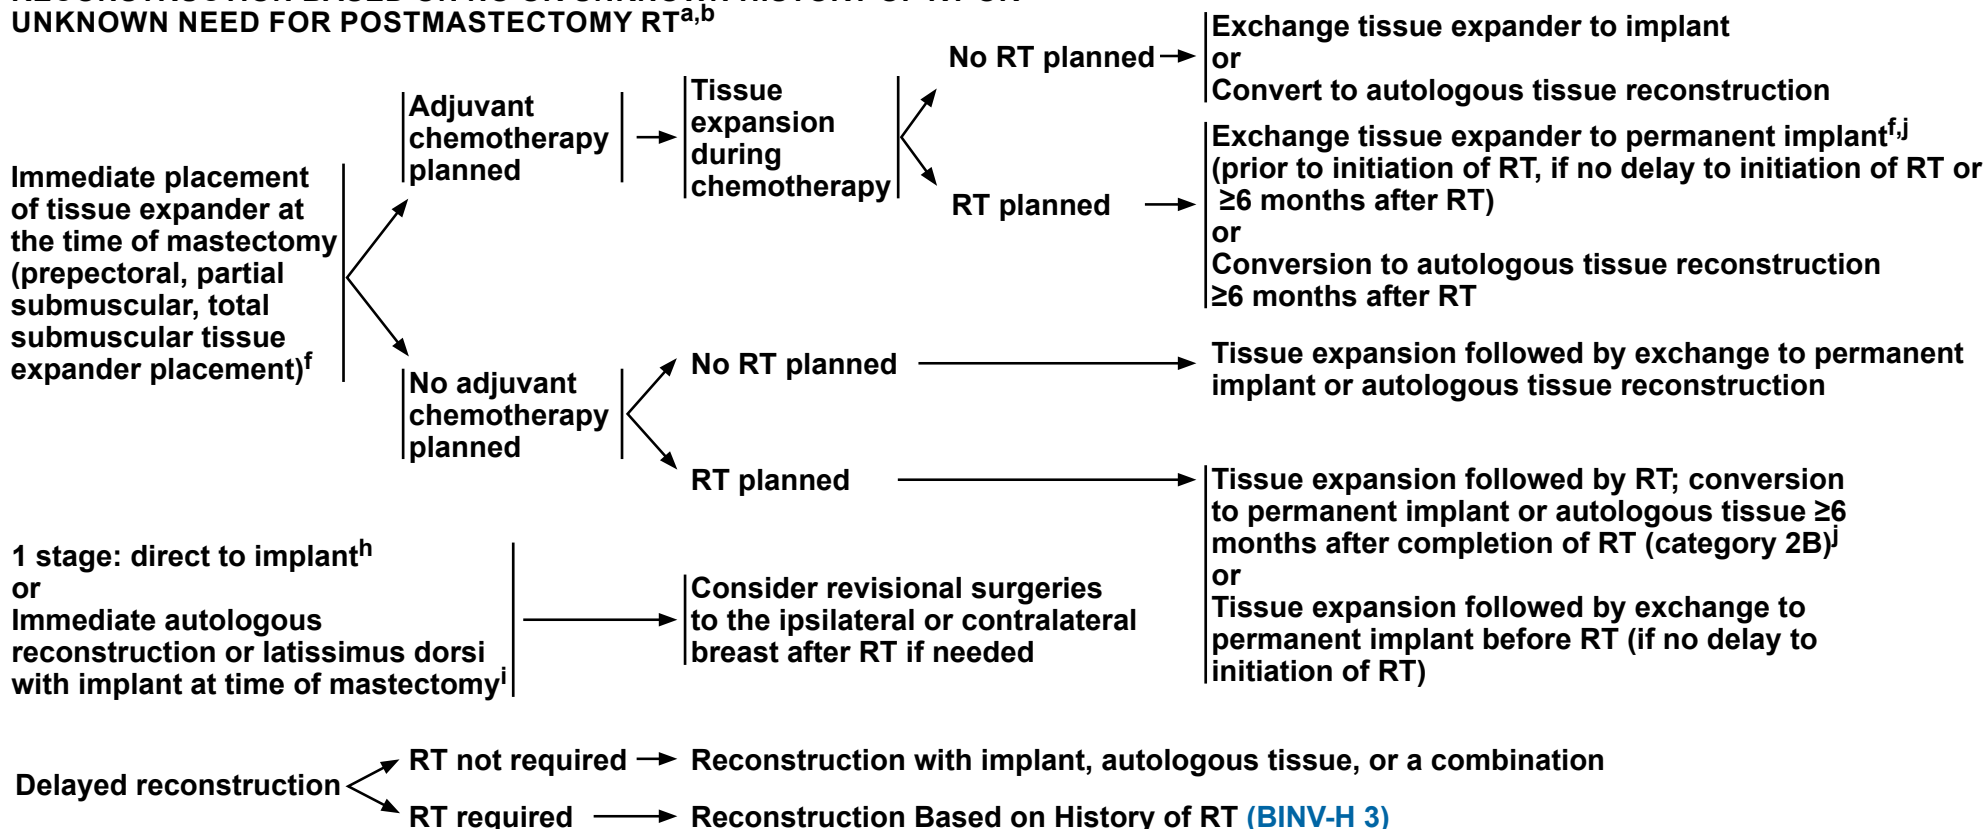 UNKNOWN NEED FOR POSTMASTECTOMY RTa,b
Immediate placement
of tissue expander at
the time of mastectomy
(prepectoral, partial
submuscular, total
submuscular tissue
expander placement)f
Adjuvant
chemotherapy
planned
Tissue
expansion
during
chemotherapy
No RT planned
Exchange tissue expander to implant
or
Convert to autologous tissue reconstruction
RT planned
Exchange tissue expander to permanent implantf,j
(prior to initiation of RT, if no delay to initiation of RT or
≥6 months after RT)
or
Conversion to autologous tissue reconstruction
≥6 months after RT
No adjuvant
chemotherapy
planned
No RT planned
Tissue expansion followed by exchange to permanent
implant or autologous tissue reconstruction
RT planned
Tissue expansion followed by RT; conversion
to permanent implant or autologous tissue ≥6
months after completion of RT (category 2B)j
or
Tissue expansion followed by exchange to
permanent implant before RT (if no delay to
initiation of RT)
1 stage: direct to implanth
or
Immediate autologous
reconstruction or latissimus dorsi
with implant at time of mastectomyi
Consider revisional surgeries
to the ipsilateral or contralateral
breast after RT if needed
Delayed reconstruction
RT not required
Reconstruction with implant, autologous tissue, or a combination
RT required
Reconstruction Based on History of RT (BINV-H 3)